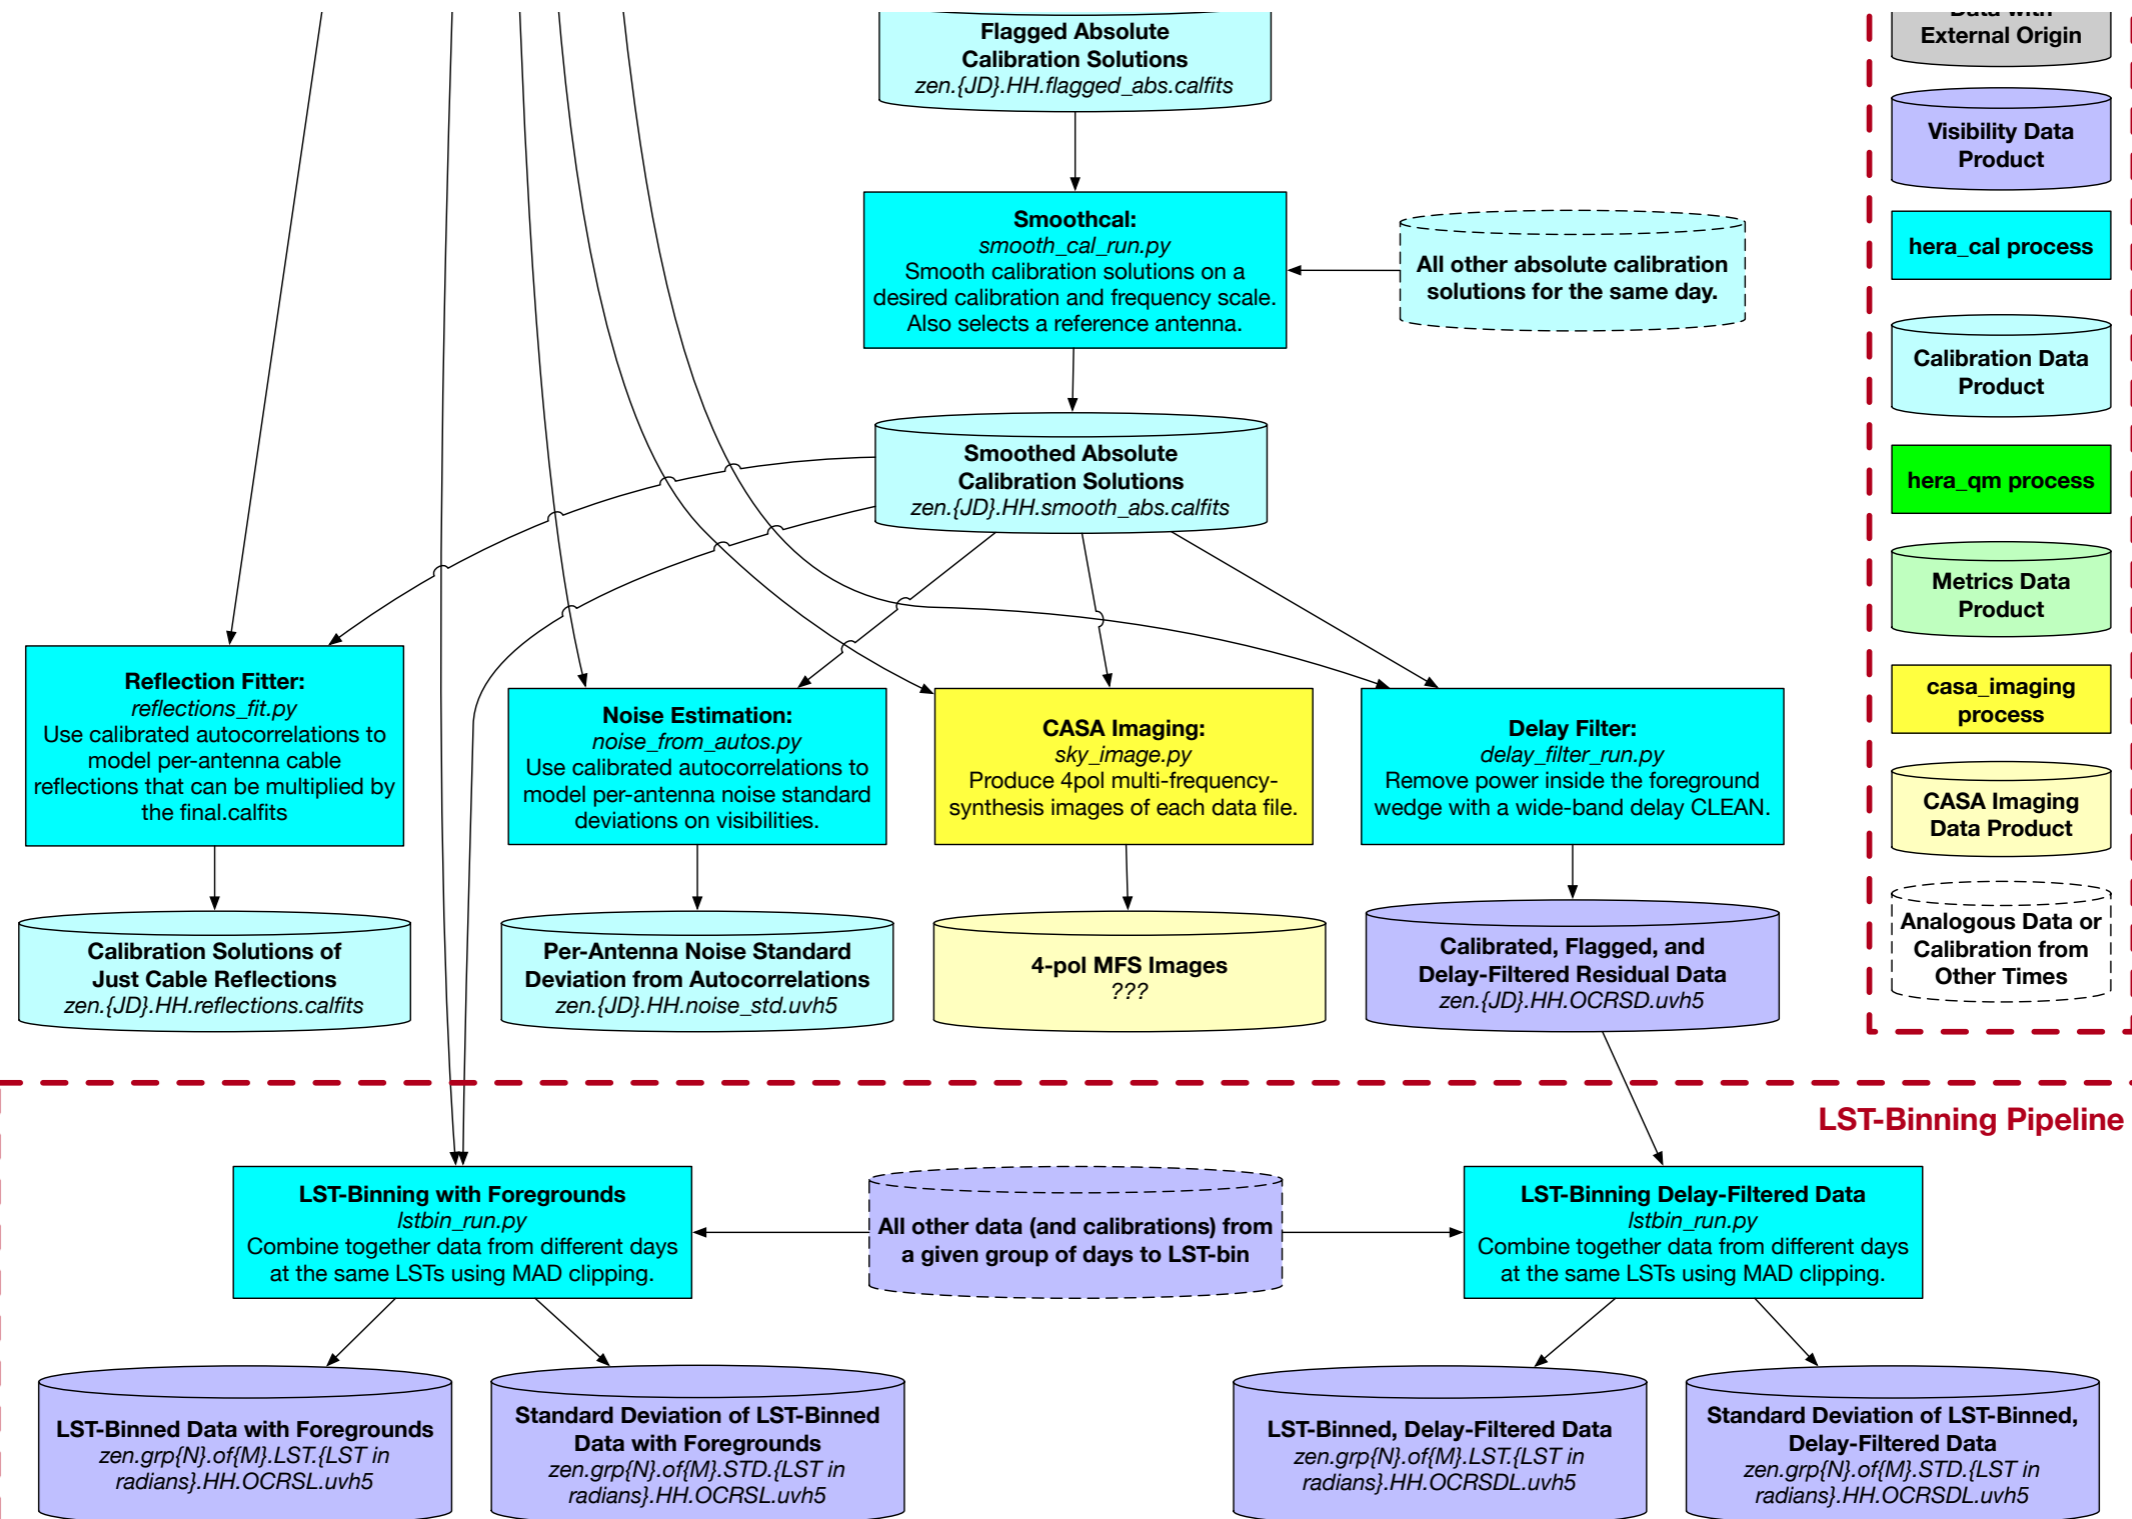 Flagged Absolute
Calibration Solutions
zen.{JD}.HH.flagged_abs.calfits
Smoothcal:
smooth_cal_run.py
Smooth calibration solutions on a
desired calibration and frequency scale.
Also selects a reference antenna.
All other absolute calibration
solutions for the same day.
Smoothed Absolute
Calibration Solutions
zen.{JD}.HH.smooth_abs.calfits
Reflection Fitter:
reflections_fit.py
Use calibrated autocorrelations to
model per-antenna cable
reflections that can be multiplied by
the final.calfits
Noise Estimation:
noise_from_autos.py
Use calibrated autocorrelations to
model per-antenna noise standard
deviations on visibilities.
CASA Imaging:
sky_image.py
Produce 4pol multi-frequency-
synthesis images of each data file.
Delay Filter:
delay_filter_run.py
Remove power inside the foreground
wedge with a wide-band delay CLEAN.
Calibration Solutions of
Just Cable Reflections
zen.{JD}.HH.reflections.calfits
Per-Antenna Noise Standard
Deviation from Autocorrelations
zen.{JD}.HH.noise_std.uvh5
4-pol MFS Images
???
Calibrated, Flagged, and
Delay-Filtered Residual Data
zen.{JD}.HH.OCRSD.uvh5
Data with
External Origin
Visibility Data
Product
hera_cal process
Calibration Data
Product
hera_qm process
Metrics Data
Product
casa_imaging
process
CASA Imaging
Data Product
Analogous Data or
Calibration from
Other Times
LST-Binning Pipeline
LST-Binning with Foregrounds
lstbin_run.py
Combine together data from different days
at the same LSTs using MAD clipping.
All other data (and calibrations) from
a given group of days to LST-bin
LST-Binning Delay-Filtered Data
lstbin_run.py
Combine together data from different days
at the same LSTs using MAD clipping.
LST-Binned Data with Foregrounds
zen.grp{N}.of{M}.LST.{LST in
radians}.HH.OCRSL.uvh5
Standard Deviation of LST-Binned
Data with Foregrounds
zen.grp{N}.of{M}.STD.{LST in
radians}.HH.OCRSL.uvh5
LST-Binned, Delay-Filtered Data
zen.grp{N}.of{M}.LST.{LST in
radians}.HH.OCRSDL.uvh5
Standard Deviation of LST-Binned,
Delay-Filtered Data
zen.grp{N}.of{M}.STD.{LST in
radians}.HH.OCRSDL.uvh5